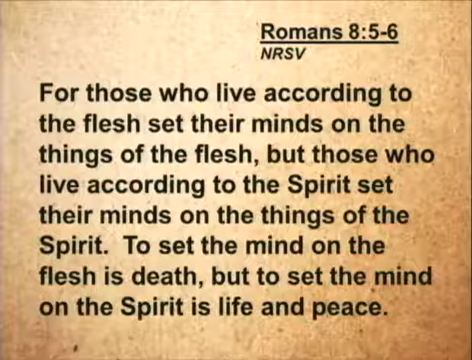 Romans 8:5-6
NRSV
For those who live according to
the flesh set their minds on the
things of the flesh, but those who
live according to the Spirit set
their minds on the things of the
Spirit.  To set the mind on the
flesh is death, but to set the mind
on the Spirit is life and peace.